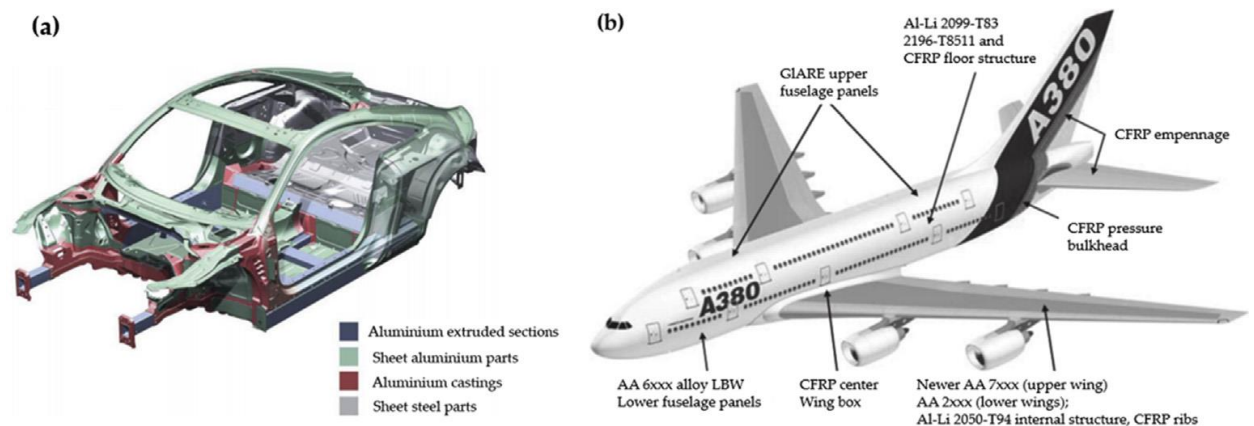 (a)
Aluminium extruded sections
Sheet aluminium parts
Aluminium castings
Sheet steel parts
(b)
Al-Li 2099-T83
2196-T8511 and
CFRP floor structure
GlARE upper
fuselage panels
A380
CFRP empennage
CFRP pressure
bulkhead
A380
AA 6xxx alloy LBW
Lower fuselage panels
CFRP center
Wing box
Newer AA 7xxx (upper wing)
AA 2xxx (lower wings);
Al-Li 2050-T94 internal structure, CFRP ribs